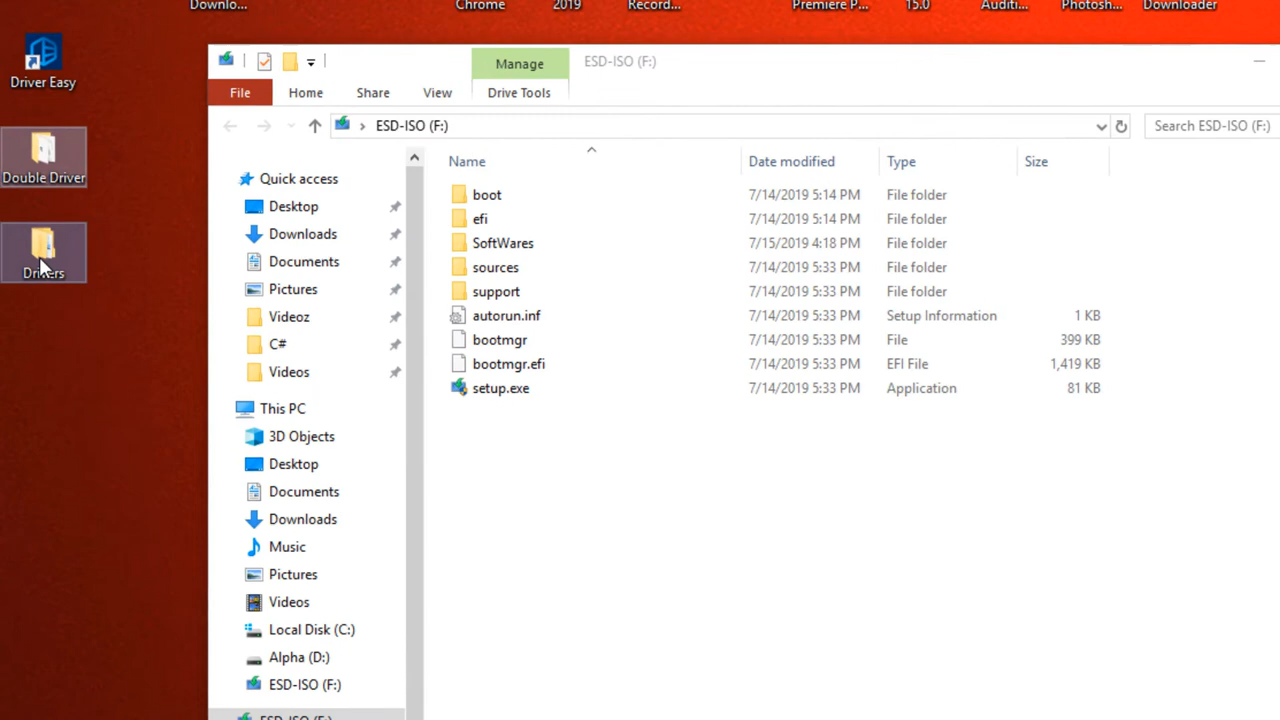 Downlo...
Chrome
2019
Record...
Premiere P...
15.0
Auditi...
Photosh...
Downloader
Driver Easy
Double Driver
Drivers
Manage
ESD-ISO (F:)
File
Home
Share
View
Drive Tools
ESD-ISO (F:)
Search ESD-ISO (F:)
Name
Date modified
Type
Size
Quick access
Desktop
Downloads
Documents
Pictures
Videoz
C#
Videos
This PC
3D Objects
Desktop
Documents
Downloads
Music
Pictures
Videos
Local Disk (C:)
Alpha (D:)
ESD-ISO (F:)
ESD-ISO (F:)
boot 7/14/2019 5:14 PM File folder
efi 7/14/2019 5:14 PM File folder
SoftWares 7/15/2019 4:18 PM File folder
sources 7/14/2019 5:33 PM File folder
support 7/14/2019 5:33 PM File folder
autorun.inf 7/14/2019 5:33 PM Setup Information 1 KB
bootmgr 7/14/2019 5:33 PM File 399 KB
bootmgr.efi 7/14/2019 5:33 PM EFI File 1,419 KB
setup.exe 7/14/2019 5:33 PM Application 81 KB